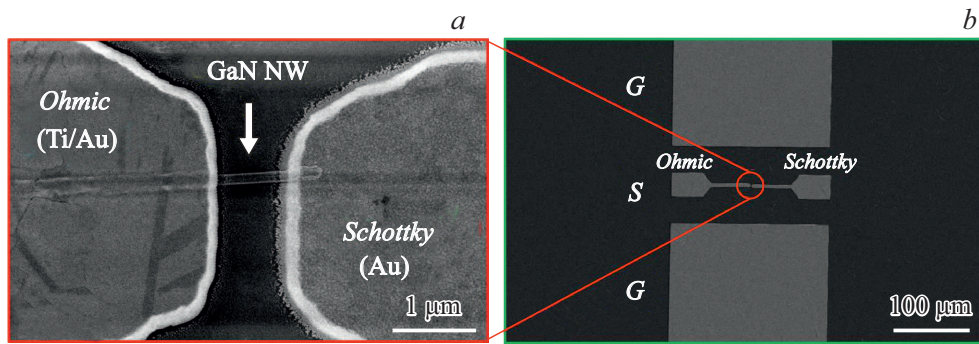 a
GaN NW
Ohmic
(Ti/Au)
Schottky
(Au)
1 μm
b
G
Ohmic
Schottky
S
G
100 μm